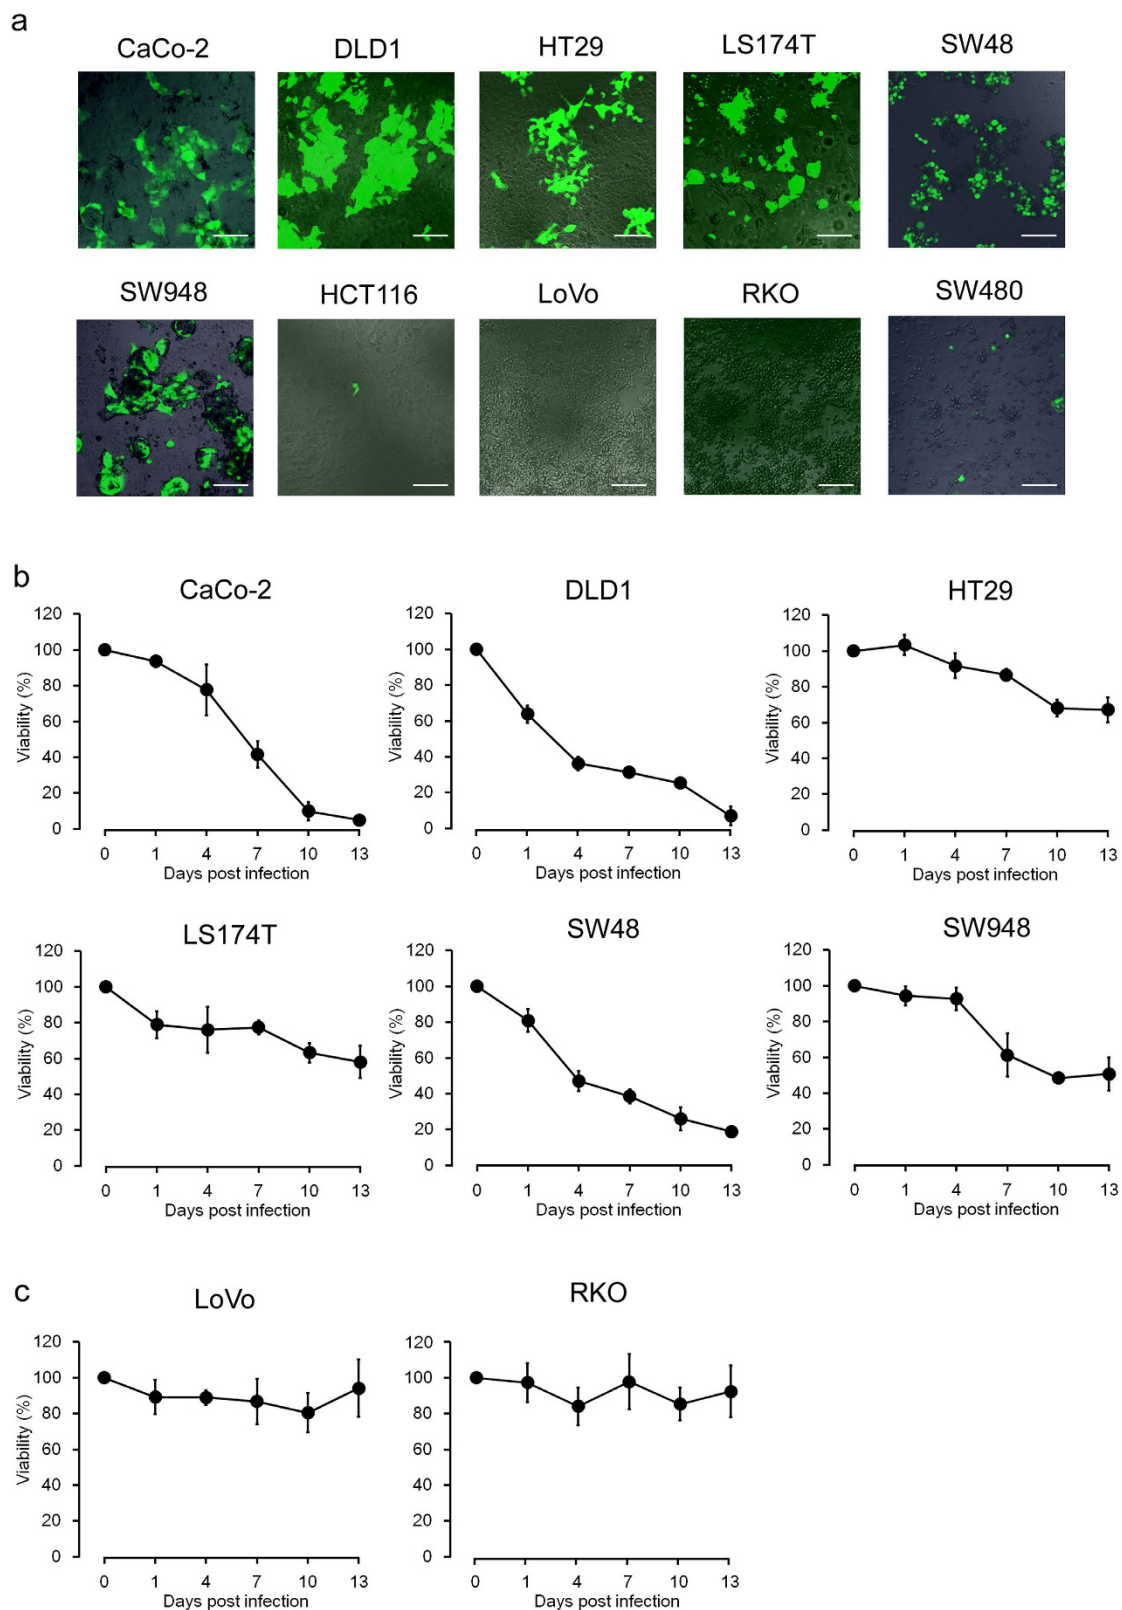 a
CaCo-2 DLD1 HT29 LS174T SW48
SW948 HCT116 LoVo RKO SW480
b
CaCo-2 DLD1 HT29
120 120 120
100 100 100
80 80 80
60 60 60
40 40 40
20 20 20
0 0 0
Viability (%) Viability (%) Viability (%)
0 1 4 7 10 13 0 1 4 7 10 13 0 1 4 7 10 13
Days post infection Days post infection Days post infection
LS174T SW48 SW948
120 120 120
100 100 100
80 80 80
60 60 60
40 40 40
20 20 20
0 0 0
Viability (%) Viability (%) Viability (%)
0 1 4 7 10 13 0 1 4 7 10 13 0 1 4 7 10 13
Days post infection Days post infection Days post infection
c
LoVo RKO
120 120
100 100
80 80
60 60
40 40
20 20
0 0
Viability (%)
0 1 4 7 10 13 0 1 4 7 10 13
Days post infection Days post infection